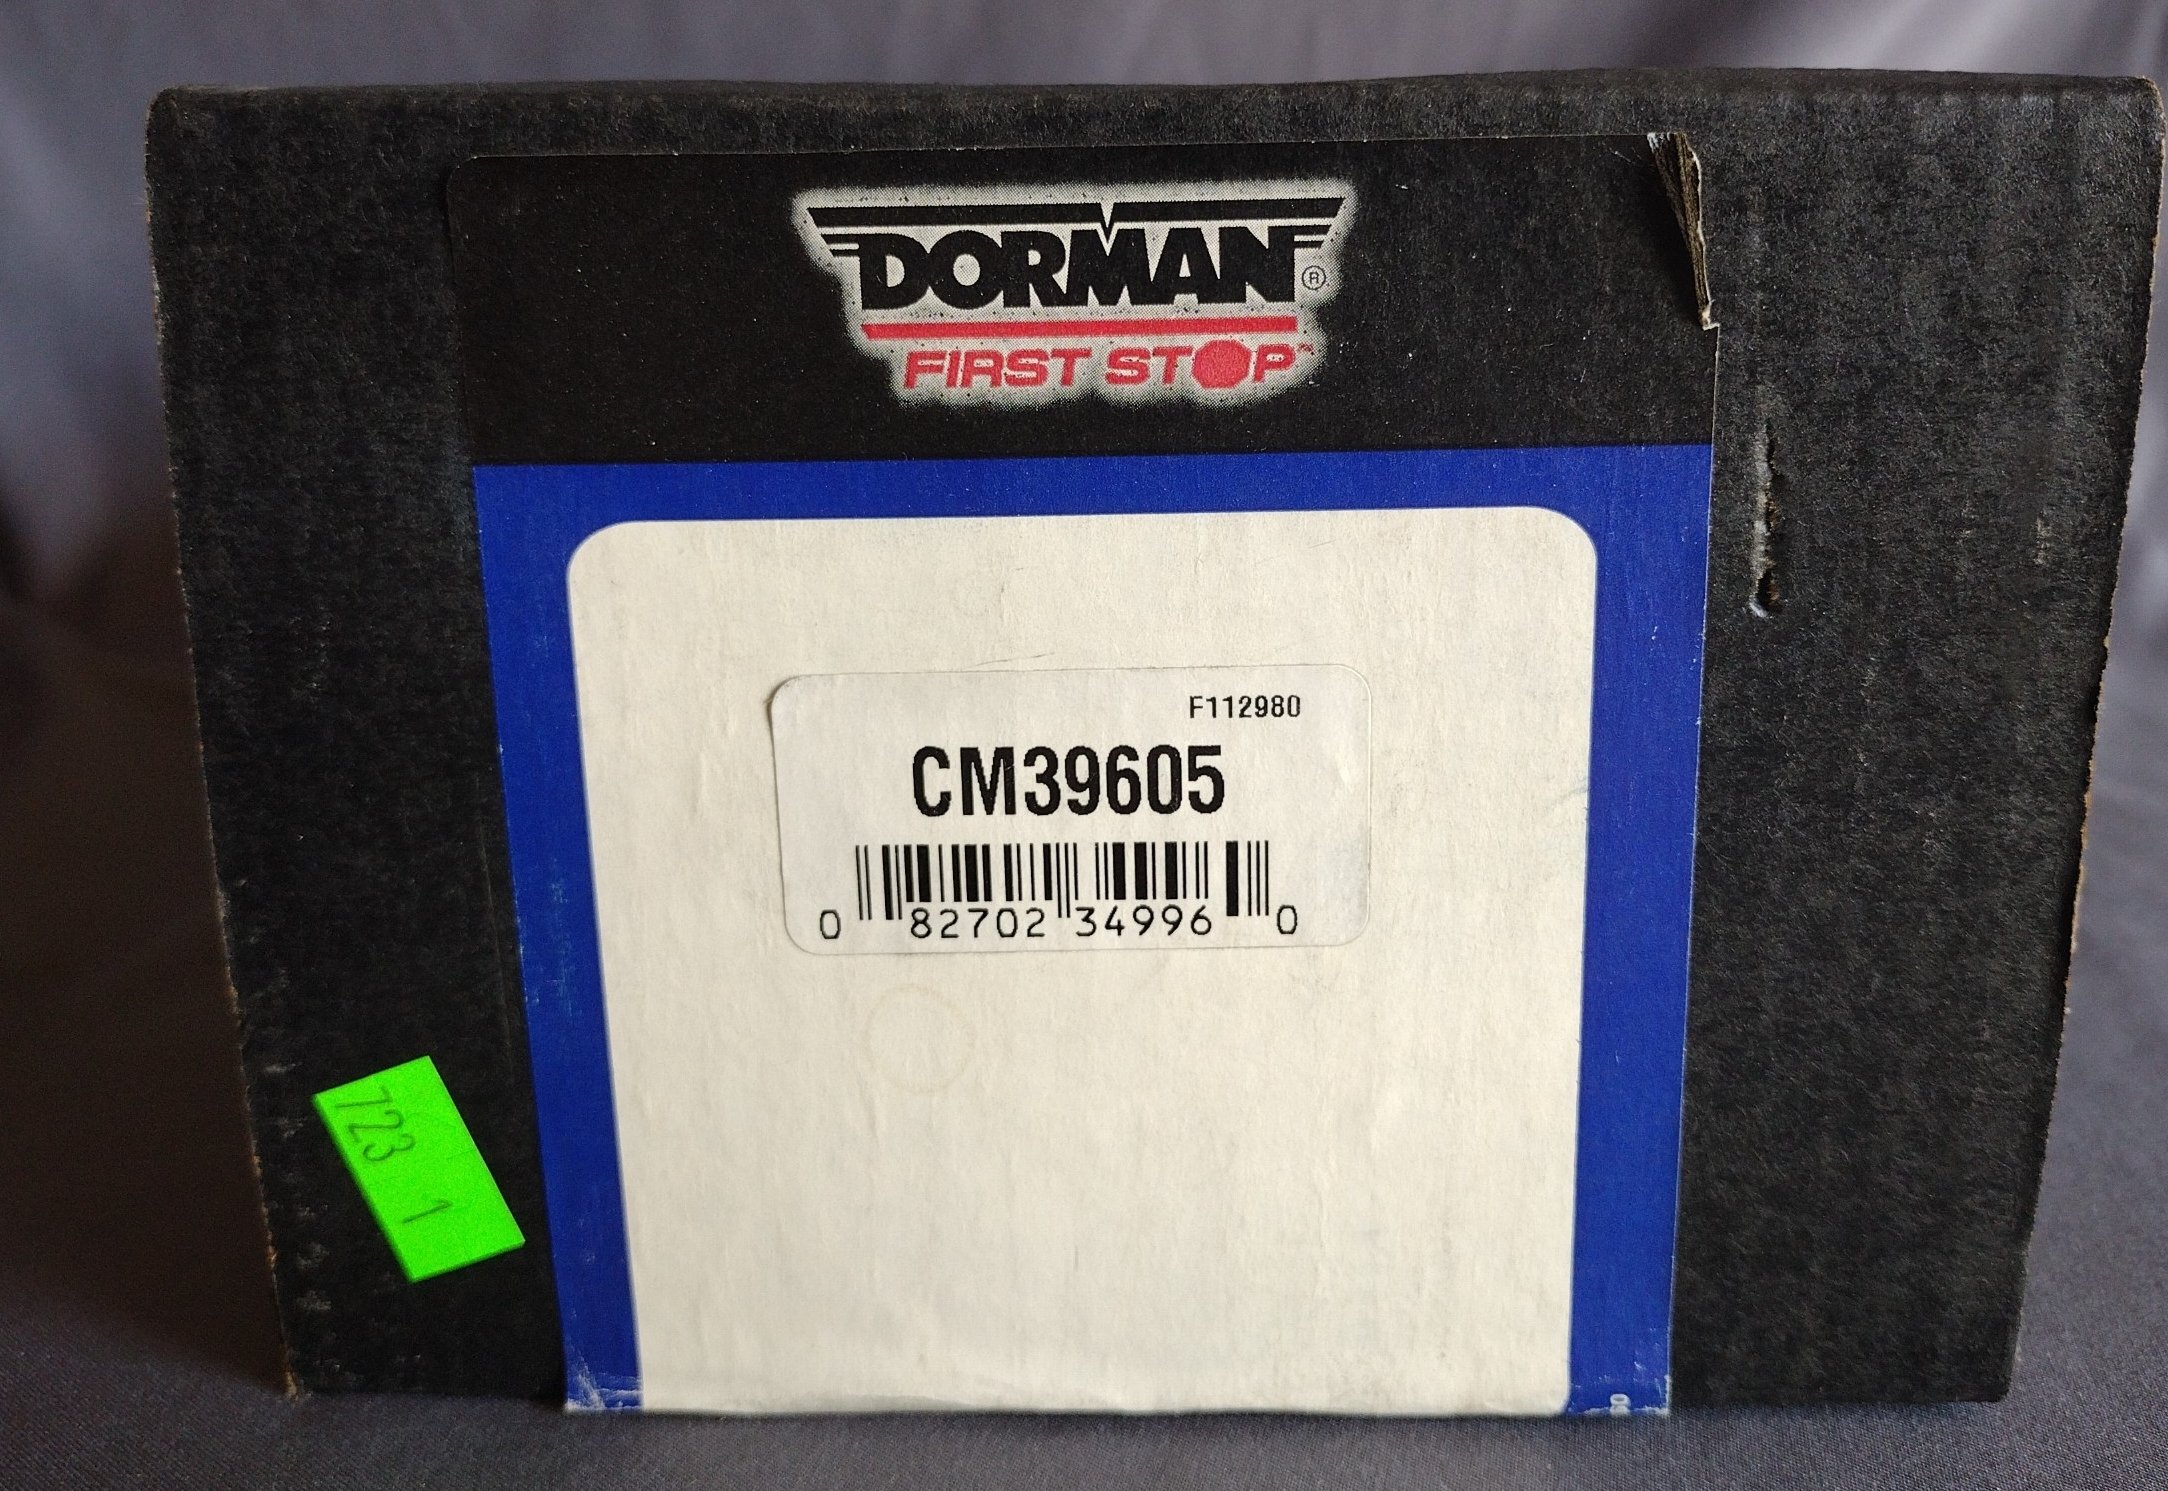 DORMAN®
FIRST STOP™
F112980
CM39605
0 82702 34996 0
723 1